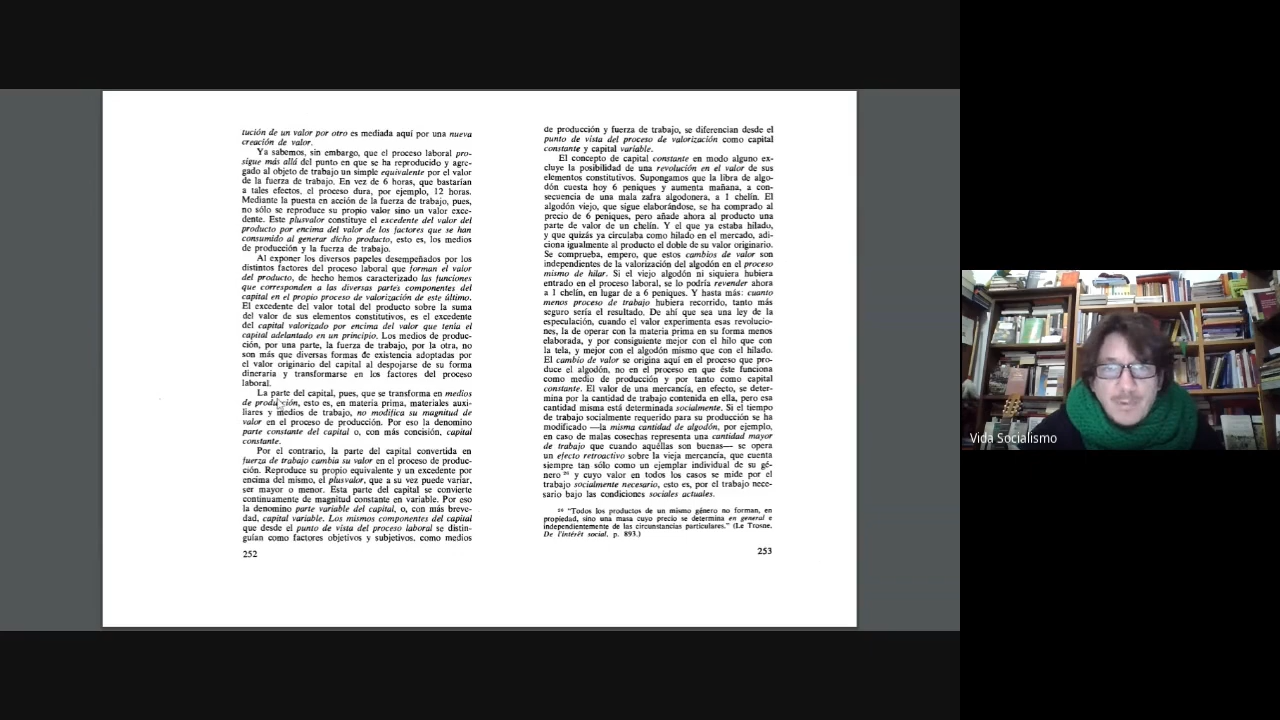 tución de un valor por otro es mediada aquí por una nueva
creación de valor.
Ya sabemos, sin embargo, que el proceso laboral pro-
sigue más allá del punto en que se ha reproducido y agre-
gado al objeto de trabajo un simple equivalente por el valor
de la fuerza de trabajo. En vez de 6 horas, que bastarían
a tales efectos, el proceso dura, por ejemplo, 12 horas.
Mediante la puesta en acción de la fuerza de trabajo, pues,
no sólo se reproduce su propio valor sino un valor exce-
dente. Este plusvalor constituye el excedente del valor del
producto por encima del valor de los factores que se han
consumido al generar dicho producto, esto es, los medios
de producción y la fuerza de trabajo.
Al exponer los diversos papeles desempeñados por los
distintos factores del proceso laboral que forman el valor
del producto, de hecho hemos caracterizado las funciones
que corresponden a las diversas partes componentes del
capital en el propio proceso de valorización de este último.
El excedente del valor total del producto sobre la suma
del valor de sus elementos constitutivos, es el excedente
del capital valorizado por encima del valor que tenía el
capital adelantado en un principio. Los medios de produc-
ción, por una parte, la fuerza de trabajo, por la otra, no
son más que diversas formas de existencia adoptadas por
el valor originario del capital al despojarse de su forma
dineraria y transformarse en los factores del proceso
laboral.
La parte del capital, pues, que se transforma en medios
de producción, esto es, en materia prima, materiales auxi-
liares y medios de trabajo, no modifica su magnitud de
valor en el proceso de producción. Por eso la denomino
parte constante del capital o, con más concisión, capital
constante.
Por el contrario, la parte del capital convertida en
fuerza de trabajo cambia su valor en el proceso de produc-
ción. Reproduce su propio equivalente y un excedente por
encima del mismo, el plusvalor, que a su vez puede variar,
ser mayor o menor. Esta parte del capital se convierte
continuamente de magnitud constante en variable. Por eso
la denomino parte variable del capital, o, con más breve-
dad, capital variable. Los mismos componentes del capital
que desde el punto de vista del proceso laboral se distin-
guían como factores objetivos y subjetivos, como medios
252
de producción y fuerza de trabajo, se diferencian desde el
punto de vista del proceso de valorización como capital
constante y capital variable.
El concepto de capital constante en modo alguno ex-
cluye la posibilidad de una revolución en el valor de sus
elementos constitutivos. Supongamos que la libra de algo-
dón cuesta hoy 6 peniques y aumenta mañana, a con-
secuencia de una mala zafra algodonera, a 1 chelín. El
algodón viejo, que sigue elaborándose, se ha comprado al
precio de 6 peniques, pero añade ahora al producto una
parte de valor de un chelín. Y el que ya estaba hilado,
y que quizás ya circulaba como hilado en el mercado, adi-
ciona igualmente al producto el doble de su valor originario.
Se comprueba, empero, que estos cambios de valor son
independientes de la valorización del algodón en el proceso
mismo de hilar. Si el viejo algodón ni siquiera hubiera
entrado en el proceso laboral, se lo podría revender ahora
a 1 chelín, en lugar de a 6 peniques. Y hasta más: cuanto
menos proceso de trabajo hubiera recorrido, tanto más
seguro sería el resultado. De ahí que sea una ley de la
especulación, cuando el valor experimenta esas revolucio-
nes, la de operar con la materia prima en su forma menos
elaborada, y por consiguiente mejor con el hilo que con
la tela, y mejor con el algodón mismo que con el hilado.
El cambio de valor se origina aquí en el proceso que pro-
duce el algodón, no en el proceso en que éste funciona
como medio de producción y por tanto como capital
constante. El valor de una mercancía, en efecto, se deter-
mina por la cantidad de trabajo contenida en ella, pero esa
cantidad misma está determinada socialmente. Si el tiempo
de trabajo socialmente requerido para su producción se ha
modificado —la misma cantidad de algodón, por ejemplo,
en caso de malas cosechas representa una cantidad mayor
de trabajo que cuando aquéllas son buenas— se opera
un efecto retroactivo sobre la vieja mercancía, que cuenta
siempre tan sólo como un ejemplar individual de su gé-
nero y cuyo valor en todos los casos se mide por el
trabajo socialmente necesario, esto es, por el trabajo nece-
sario bajo las condiciones sociales actuales.
"Todos los productos de un mismo género no forman, en
propiedad, sino una masa cuyo precio se determina en general e
independientemente de las circunstancias particulares." (Le Trosne,
De l'intérêt social, p. 893.)
253
Vida Socialismo